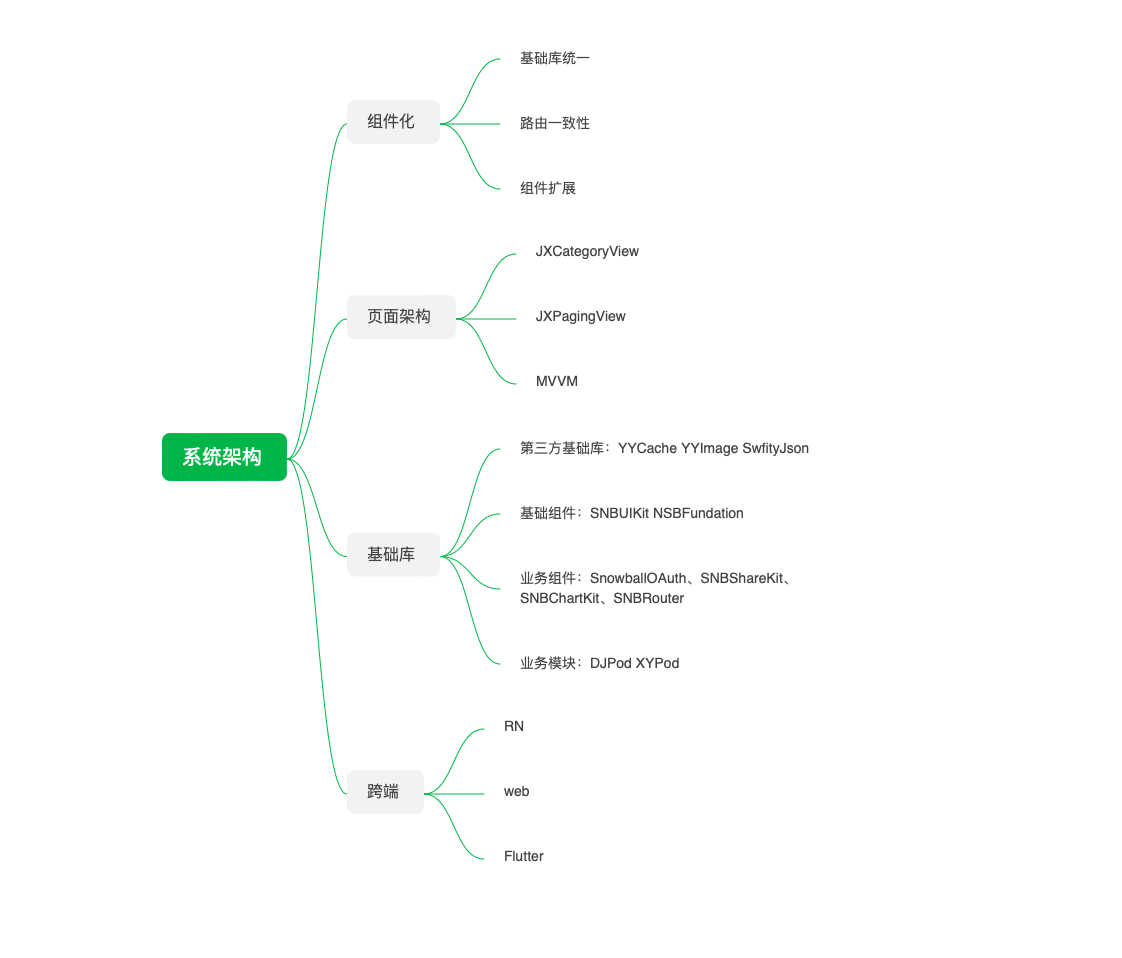 系统架构
组件化
基础库统一
路由一致性
组件扩展
页面架构
JXCategoryView
JXPagingView
MVVM
基础库
第三方基础库：YYCache YYImage SwfityJson
基础组件：SNBUIKit NSBFundation
业务组件：SnowballOAuth、SNBShareKit、
SNBChartKit、SNBRouter
业务模块：DJPod XYPod
跨端
RN
web
Flutter